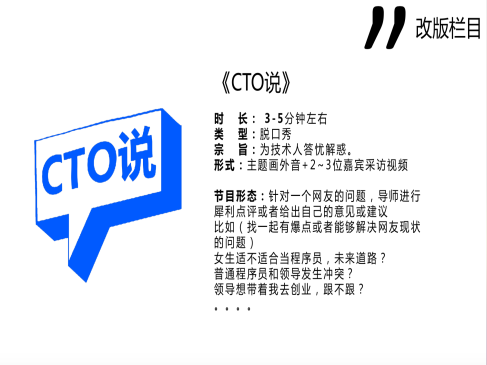 改版栏目
《CTO说》
CTO说
时 长： 3-5分钟左右
类 型：脱口秀
宗 旨：为技术人答忧解惑。
形式：主题画外音+2~3位嘉宾采访视频
节目形态：针对一个网友的问题，导师进行
犀利点评或者给出自己的意见或建议
比如（找一起有爆点或者能够解决网友现状
的问题）
女生适不适合当程序员，未来道路？
普通程序员和领导发生冲突？
领导想带着我去创业，跟不跟？
。。。。